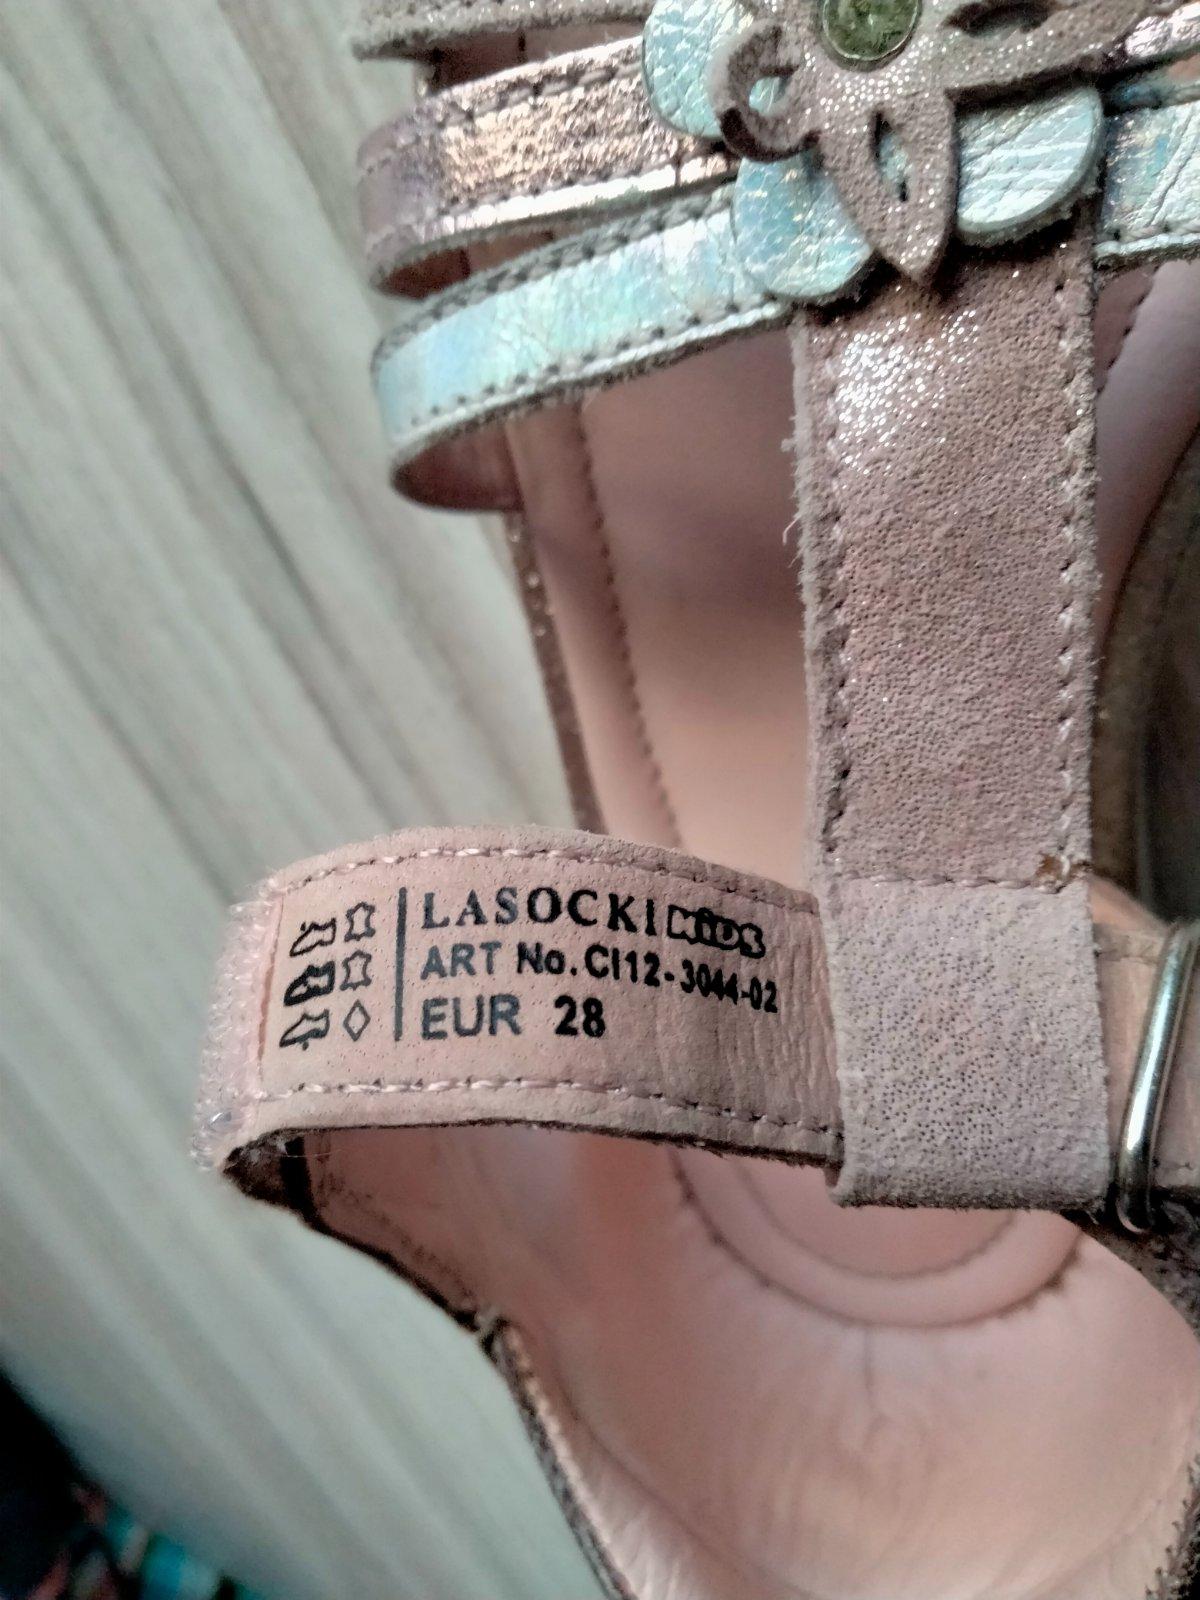 LASOCKI KIDS
ART No. CI12-3044-02
EUR 28